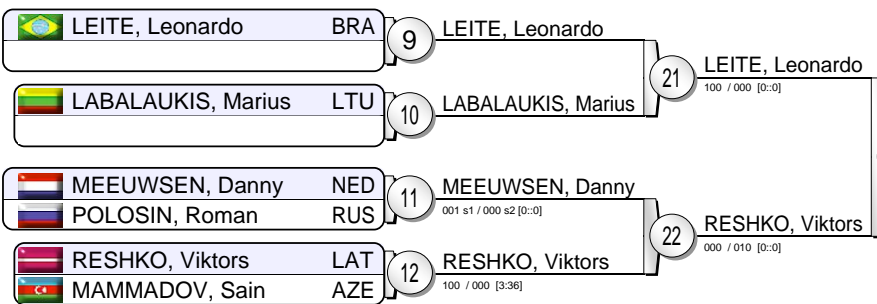 LEITE, Leonardo BRA
9
LEITE, Leonardo
LABALAUKIS, Marius LTU
10
LABALAUKIS, Marius
21
LEITE, Leonardo
100 / 000 [0::0]
MEEUWSEN, Danny NED
POLOSIN, Roman RUS
11
MEEUWSEN, Danny
001 s1 / 000 s2 [0::0]
RESHKO, Viktors LAT
MAMMADOV, Sain AZE
12
RESHKO, Viktors
100 / 000 [3:36]
22
RESHKO, Viktors
000 / 010 [0::0]